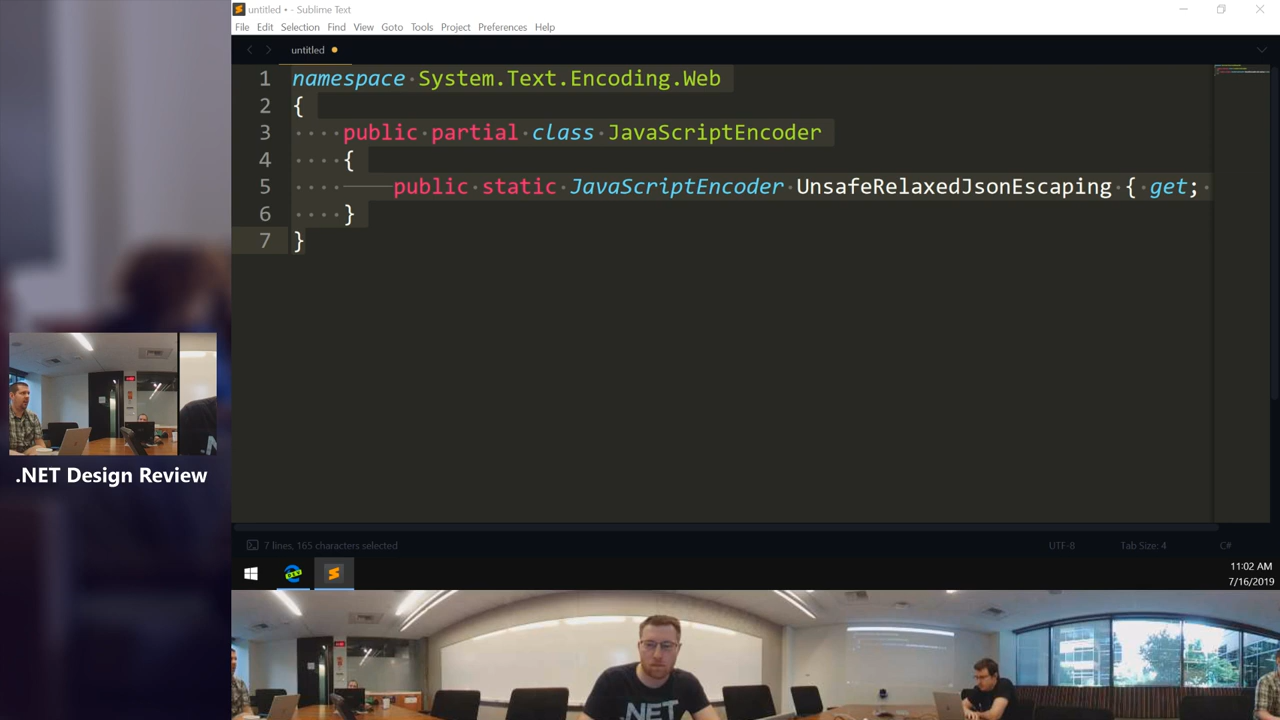 untitled • - Sublime Text
File Edit Selection Find View Goto Tools Project Preferences Help
untitled
1 namespace System.Text.Encoding.Web
2 {
3 public partial class JavaScriptEncoder
4 {
5 public static JavaScriptEncoder UnsafeRelaxedJsonEscaping { get;
6 }
7 }
.NET Design Review
7 lines, 165 characters selected UTF-8 Tab Size: 4 C#
DEV
11:02 AM
7/16/2019
.NET